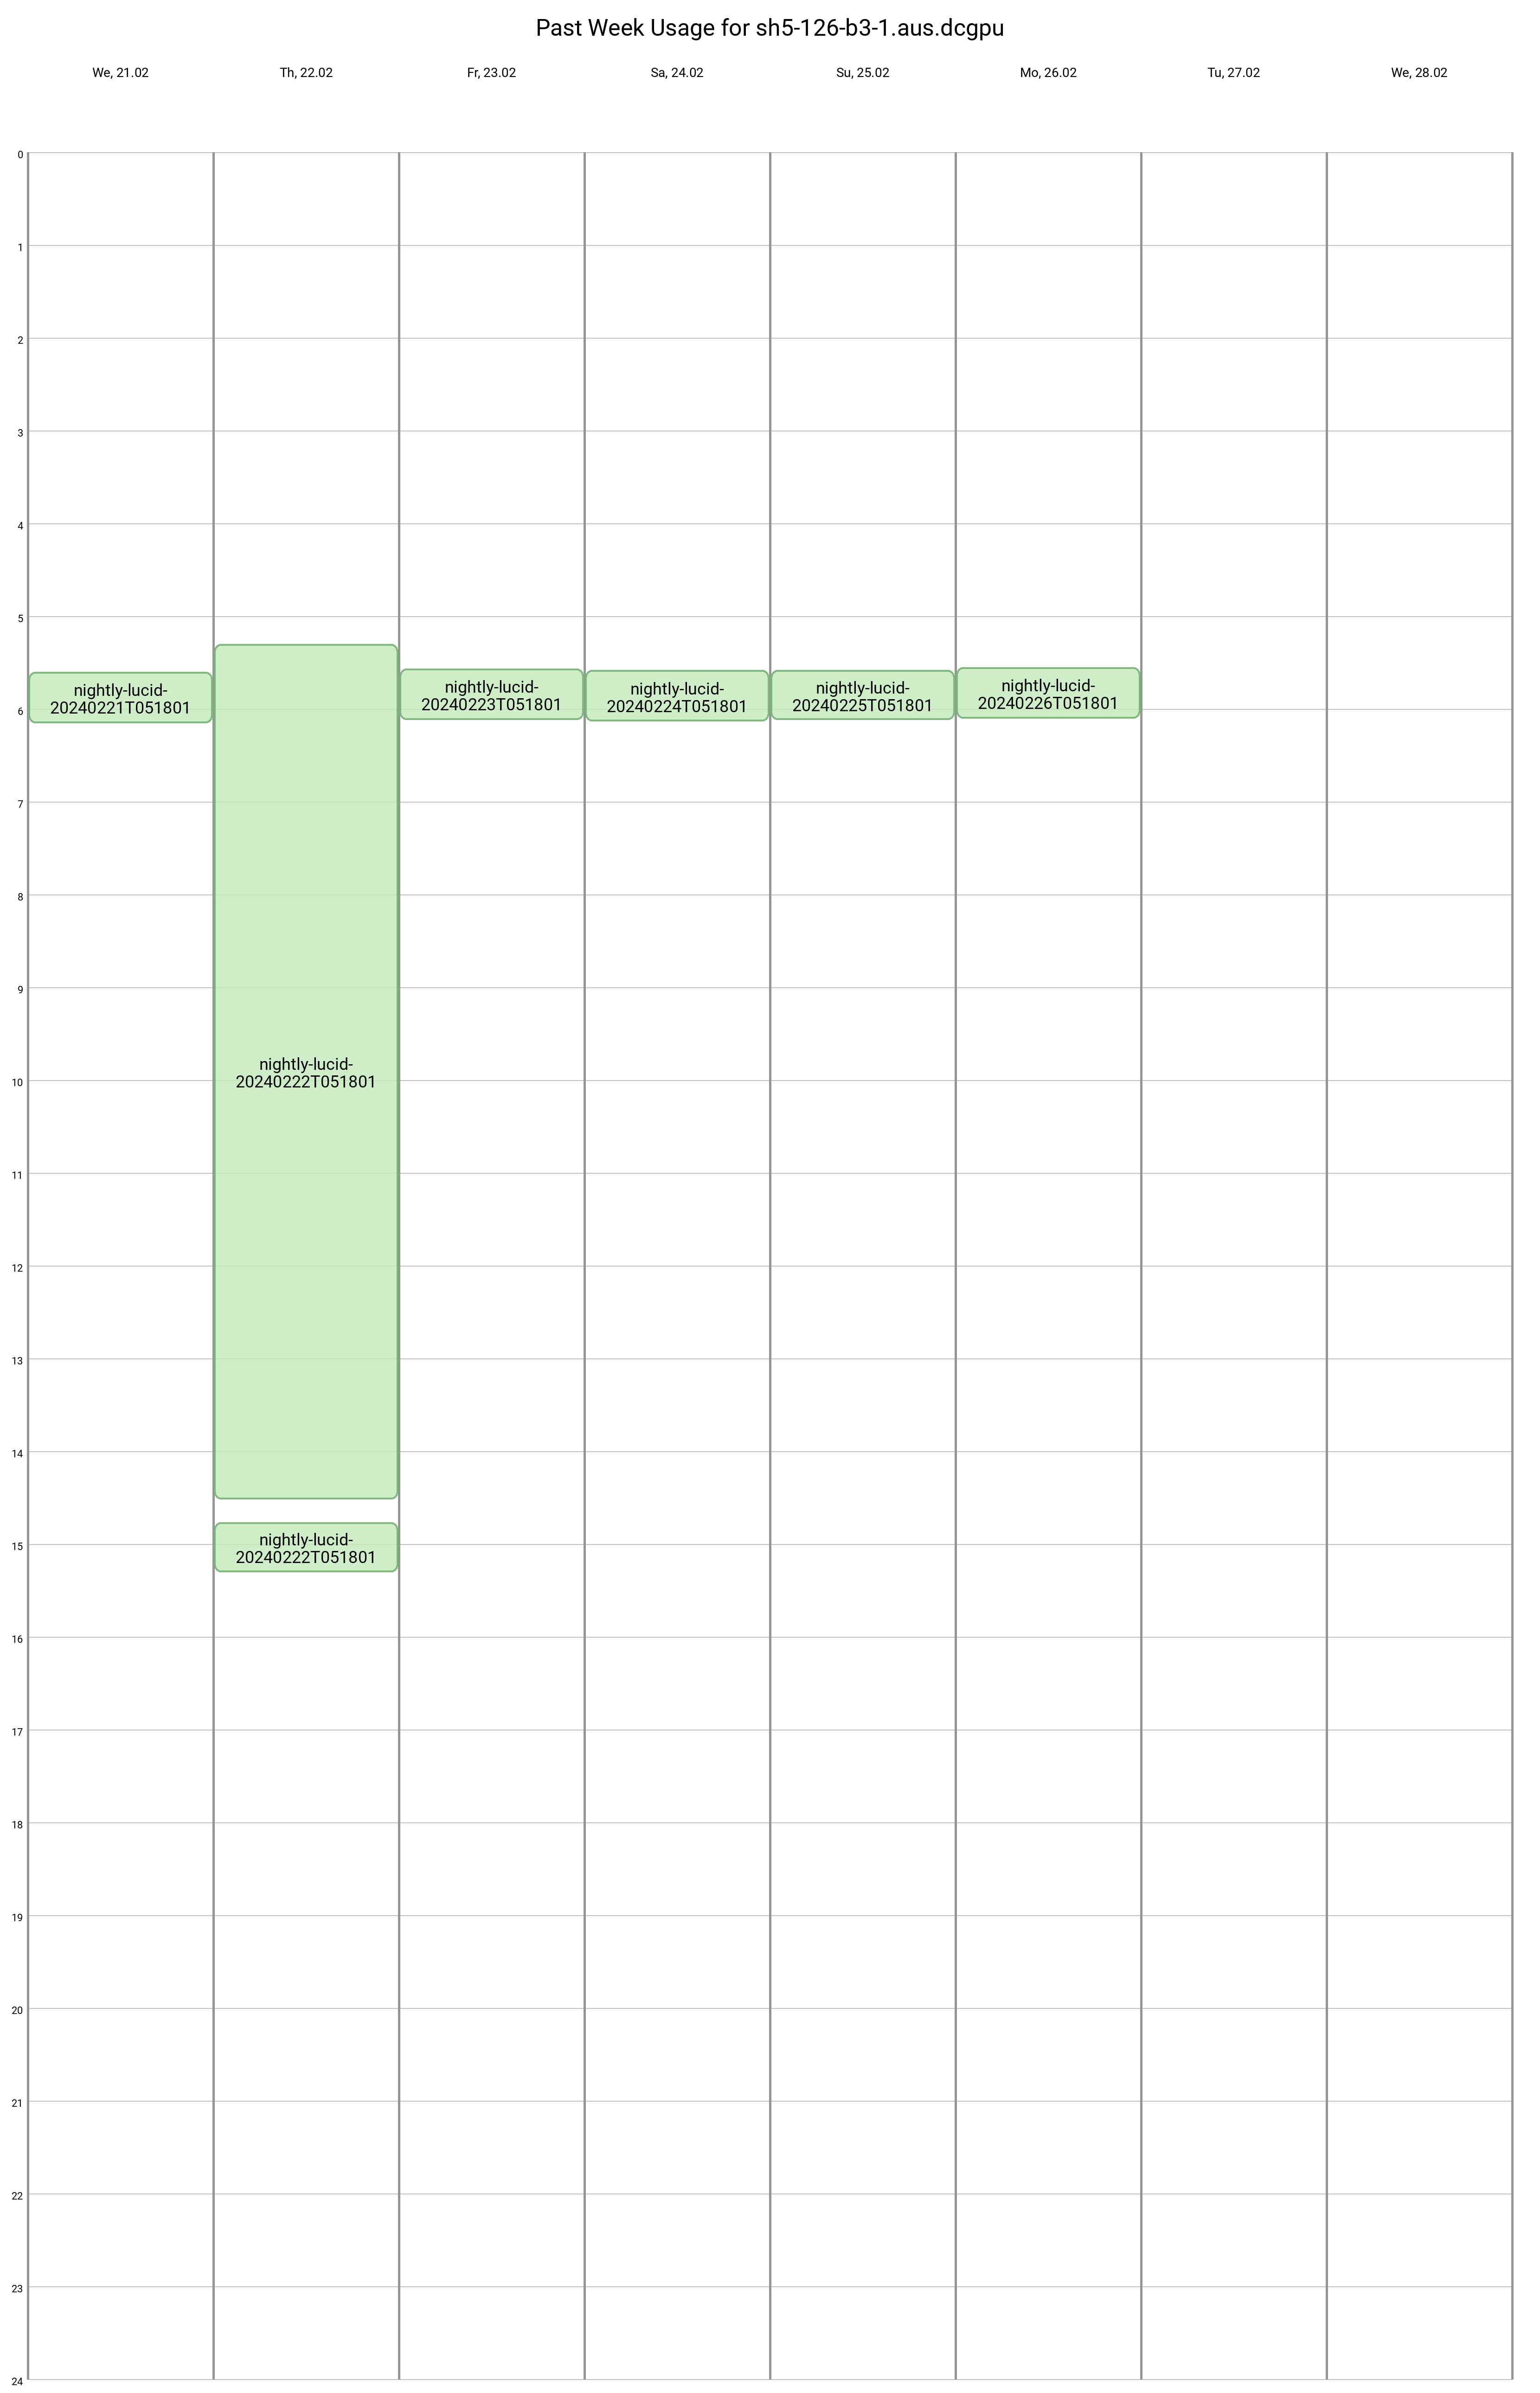 Past Week Usage for sh5-126-b3-1.aus.dcgpu
We, 21.02
Th, 22.02
Fr, 23.02
Sa, 24.02
Su, 25.02
Mo, 26.02
Tu, 27.02
We, 28.02
0
1
2
3
4
5
nightly-lucid-
20240221T051801
nightly-lucid-
20240223T051801
nightly-lucid-
20240224T051801
nightly-lucid-
20240225T051801
nightly-lucid-
20240226T051801
6
7
8
9
nightly-lucid-
20240222T051801
10
11
12
13
14
nightly-lucid-
20240222T051801
15
16
17
18
19
20
21
22
23
24